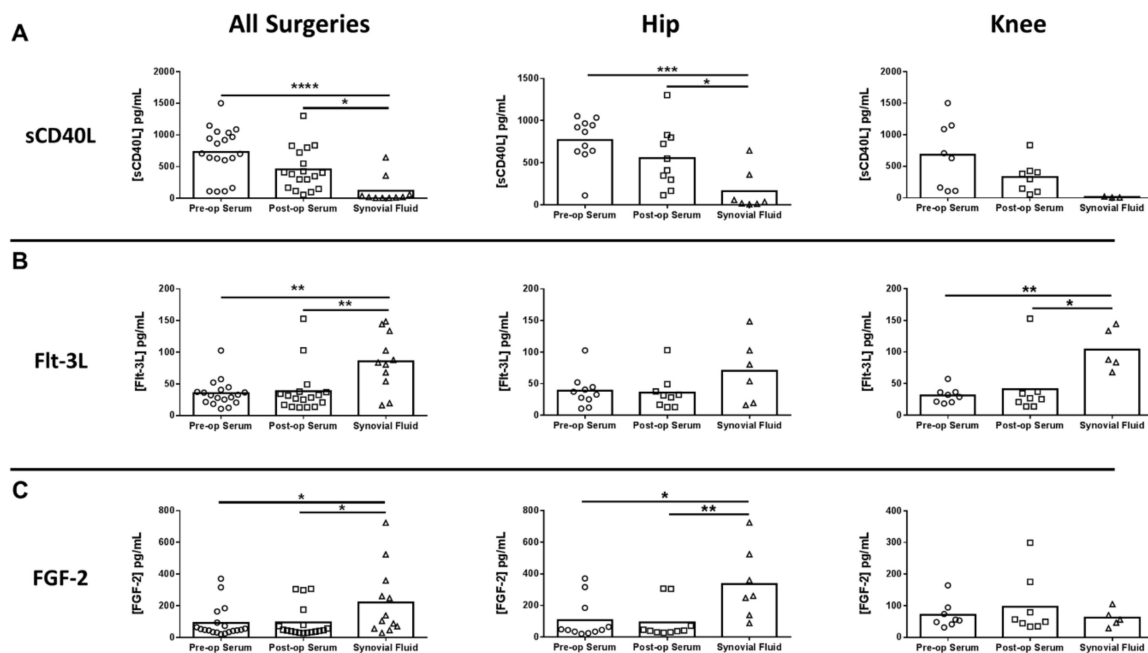 All Surgeries Hip Knee
A
sCD40L
[sCD40L] pg/mL
2000
1500
1000
500
0
****
*
Pre-op Serum Post-op Serum Synovial Fluid
[sCD40L] pg/mL
1500
1000
500
0
***
*
Pre-op Serum Post-op Serum Synovial Fluid
[sCD40L] pg/mL
2000
1500
1000
500
0
Pre-op Serum Post-op Serum Synovial Fluid
B
Flt-3L
[Flt-3L] pg/mL
200
150
100
50
0
**
**
Pre-op Serum Post-op Serum Synovial Fluid
[Flt-3L] pg/mL
200
150
100
50
0
Pre-op Serum Post-op Serum Synovial Fluid
[Flt-3L] pg/mL
200
150
100
50
0
**
*
Pre-op Serum Post-op Serum Synovial Fluid
C
FGF-2
[FGF-2] pg/mL
800
600
400
200
0
*
*
Pre-op Serum Post-op Serum Synovial Fluid
[FGF-2] pg/mL
800
600
400
200
0
*
**
Pre-op Serum Post-op Serum Synovial Fluid
[FGF-2] pg/mL
400
300
200
100
0
Pre-op Serum Post-op Serum Synovial Fluid